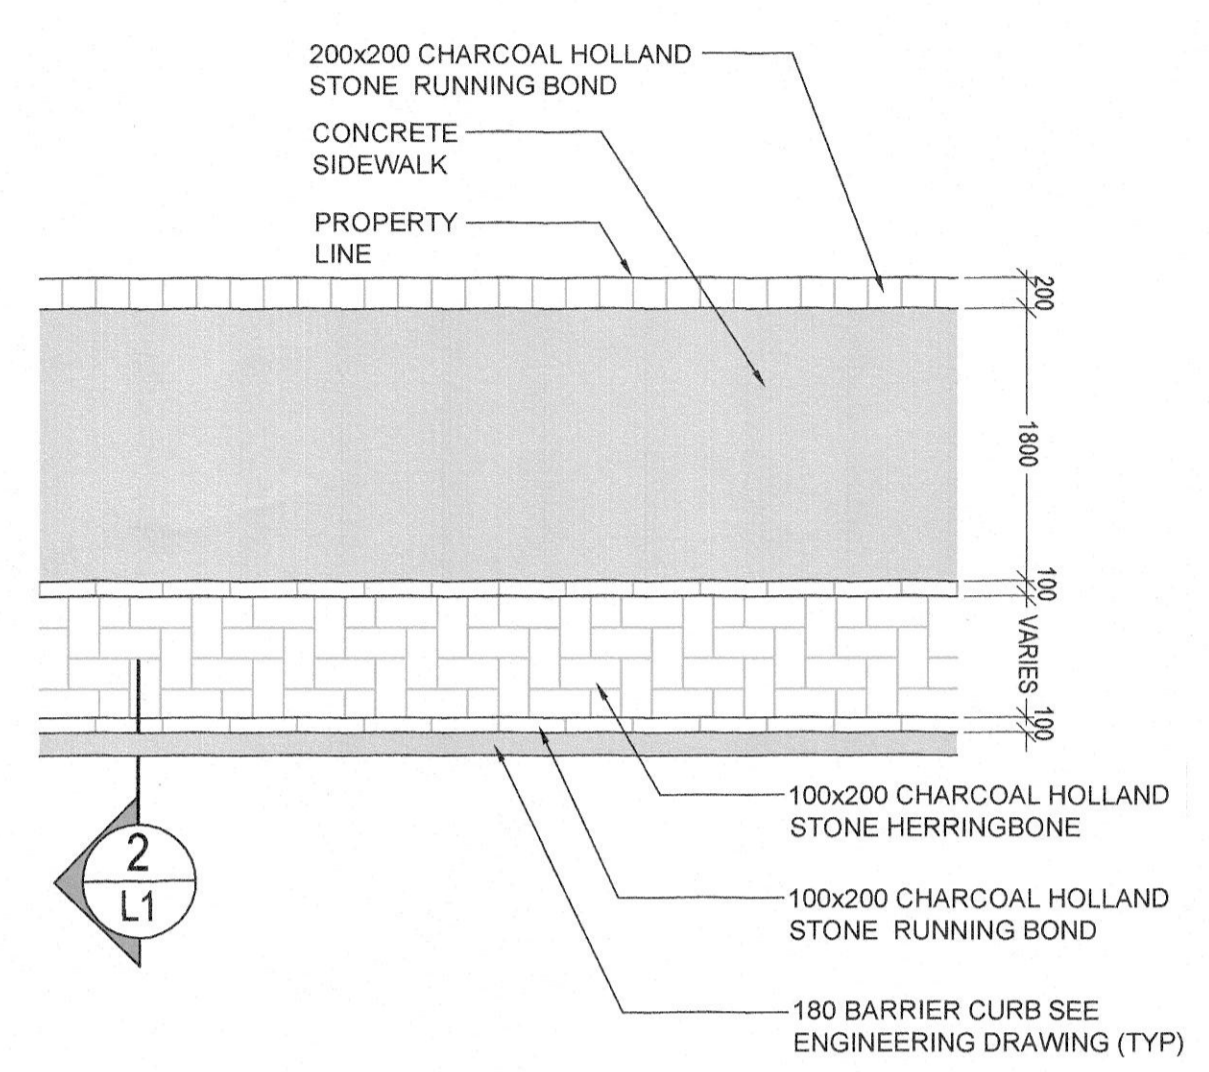 200x200 CHARCOAL HOLLAND
STONE RUNNING BOND
CONCRETE
SIDEWALK
PROPERTY
LINE
200
1800
100
VARIES
100
100x200 CHARCOAL HOLLAND
STONE HERRINGBONE
100x200 CHARCOAL HOLLAND
STONE RUNNING BOND
180 BARRIER CURB SEE
ENGINEERING DRAWING (TYP)
2
L1